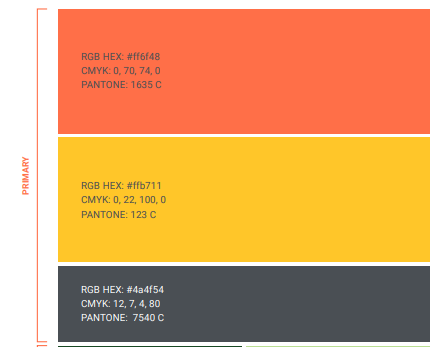 PRIMARY
RGB HEX: #ff6f48
CMYK: 0, 70, 74, 0
PANTONE: 1635 C
RGB HEX: #ffb711
CMYK: 0, 22, 100, 0
PANTONE: 123 C
RGB HEX: #4a4f54
CMYK: 12, 7, 4, 80
PANTONE: 7540 C